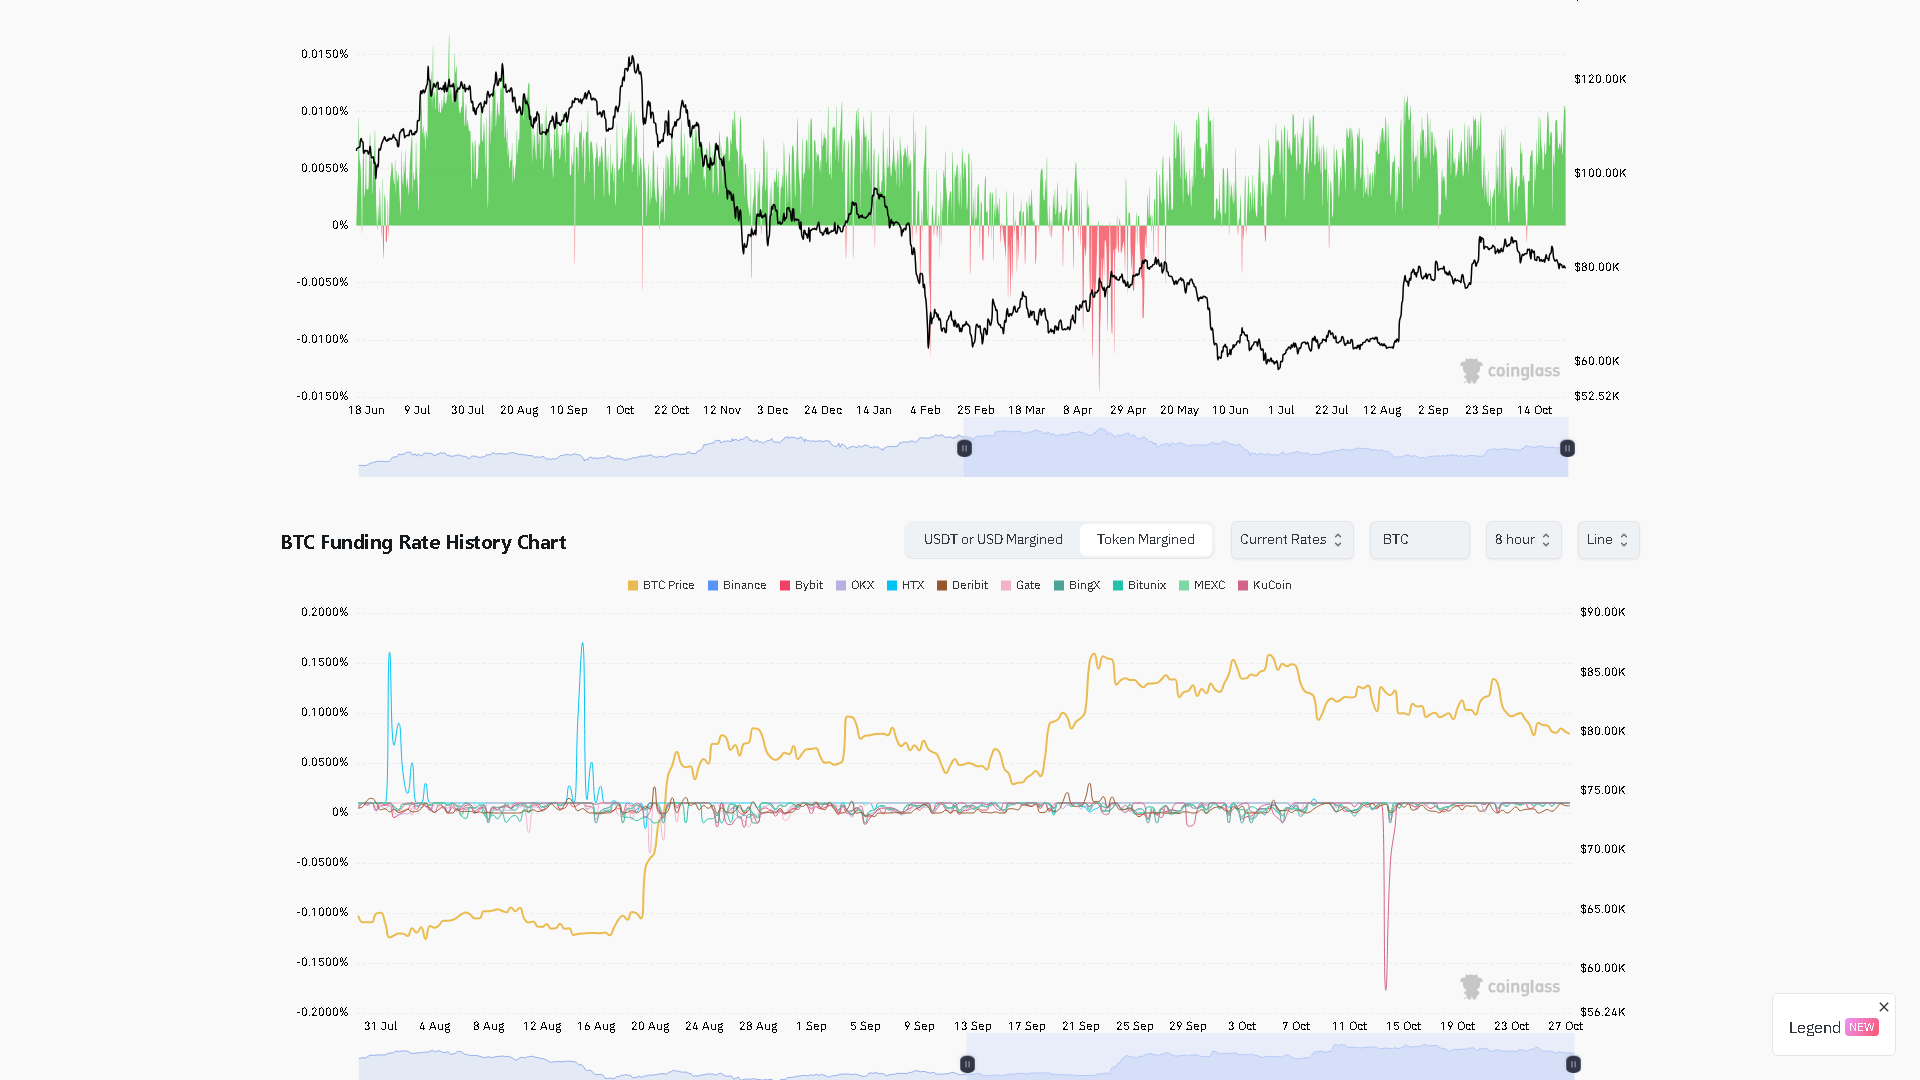 0.0150%
0.0100%
0.0050%
0%
-0.0050%
-0.0100%
-0.0150%
$120.00K
$100.00K
$80.00K
$60.00K
$52.52K
coinglass
18 Jun 9 Jul 30 Jul 20 Aug 10 Sep 1 Oct 22 Oct 12 Nov 3 Dec 24 Dec 14 Jan 4 Feb 25 Feb 18 Mar 8 Apr 29 Apr 20 May 10 Jun 1 Jul 22 Jul 12 Aug 2 Sep 23 Sep 14 Oct
BTC Funding Rate History Chart
USDT or USD Margined Token Margined Current Rates BTC 8 hour Line
BTC Price Binance Bybit OKX HTX Deribit Gate BingX Bitunix MEXC KuCoin
0.2000%
0.1500%
0.1000%
0.0500%
0%
-0.0500%
-0.1000%
-0.1500%
-0.2000%
$90.00K
$85.00K
$80.00K
$75.00K
$70.00K
$65.00K
$60.00K
$56.24K
coinglass
31 Jul 4 Aug 8 Aug 12 Aug 16 Aug 20 Aug 24 Aug 28 Aug 1 Sep 5 Sep 9 Sep 13 Sep 17 Sep 21 Sep 25 Sep 29 Sep 3 Oct 7 Oct 11 Oct 15 Oct 19 Oct 23 Oct 27 Oct
Legend NEW